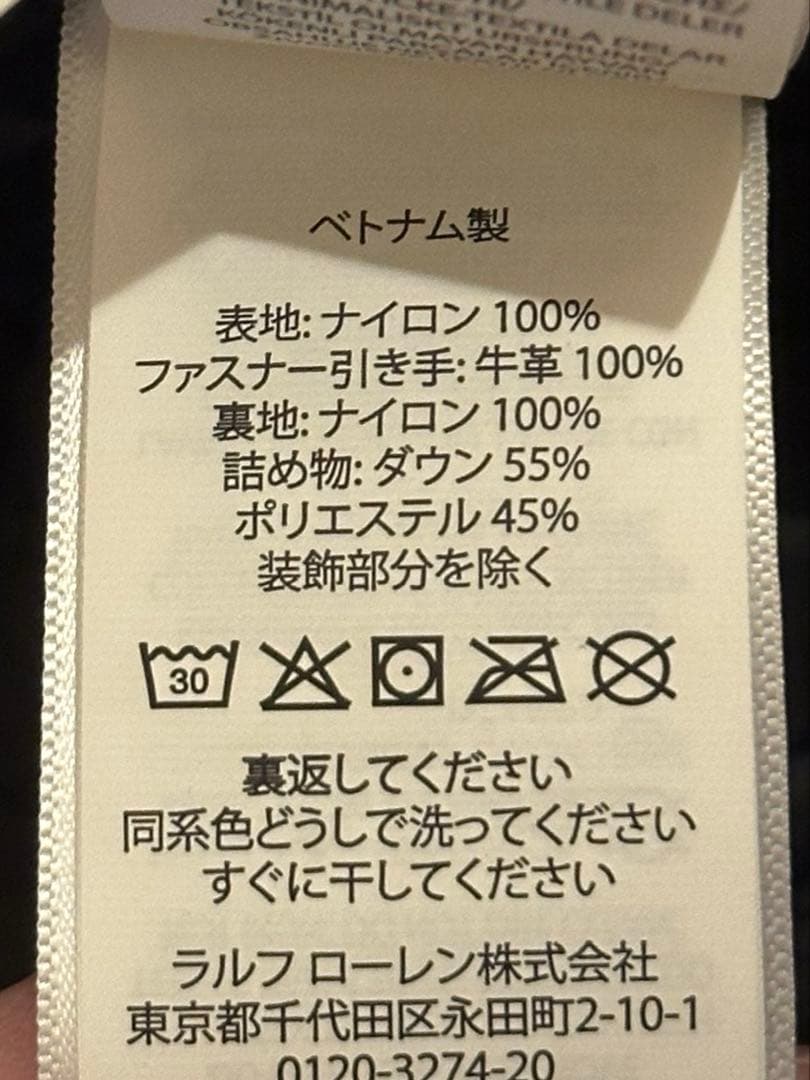 TEKSTIL URSPRUNG/
ベトナム製
表地: ナイロン 100%
ファスナー引き手: 牛革 100%
裏地: ナイロン 100%
詰め物: ダウン 55%
ポリエステル 45%
装飾部分を除く
30
裏返してください
同系色どうしで洗ってください
すぐに干してください
ラルフ ローレン株式会社
東京都千代田区永田町2-10-1
0120-3274-20